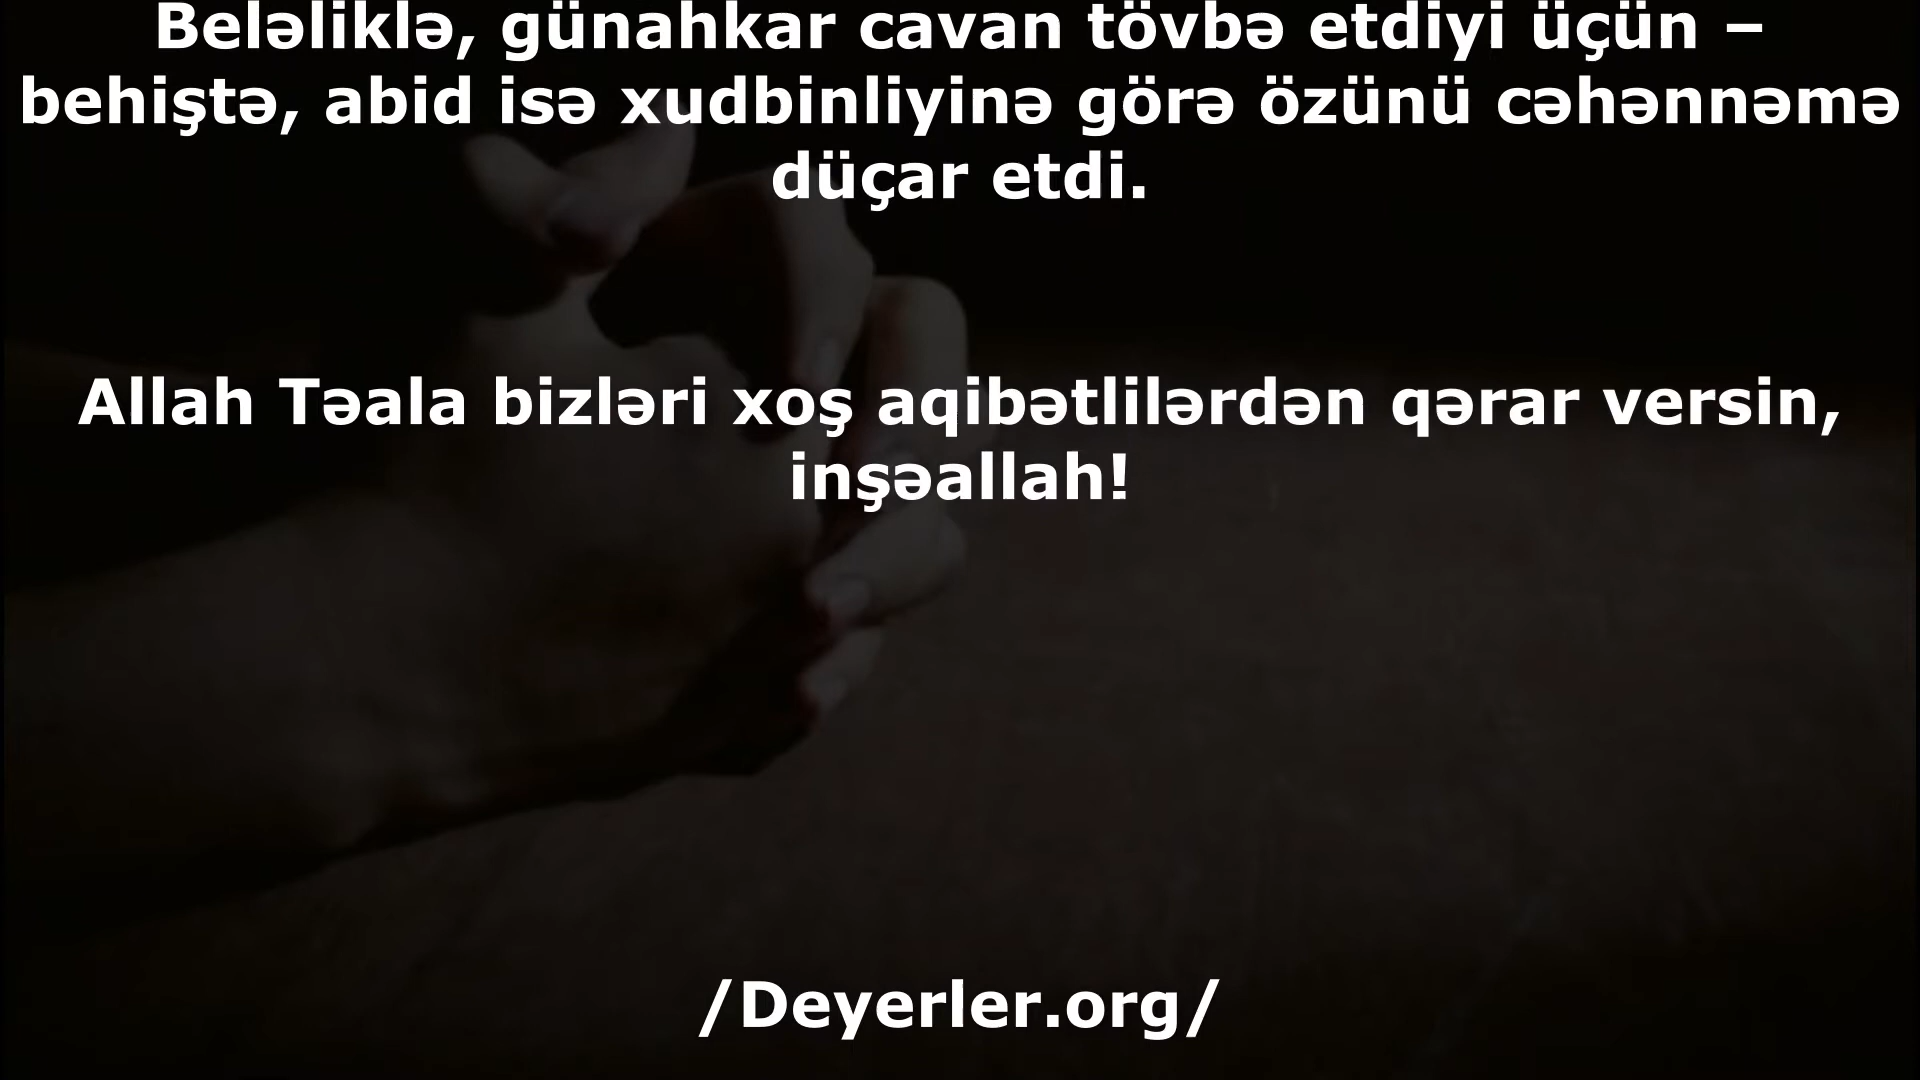 Beləliklə, günahkar cavan tövbə etdiyi üçün –
behiştə, abid isə xudbinliyinə görə özünü cəhənnəmə
düçar etdi.
Allah Təala bizləri xoş aqibətlilərdən qərar versin,
inşəallah!
/Deyerler.org/